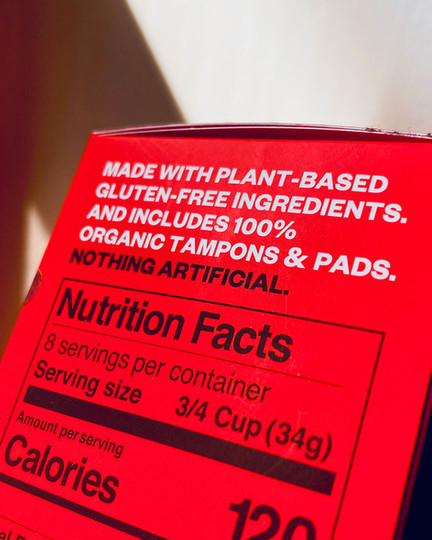 MADE WITH PLANT-BASED
GLUTEN-FREE INGREDIENTS.
AND INCLUDES 100%
ORGANIC TAMPONS & PADS.
NOTHING ARTIFICIAL.
Nutrition Facts
8 servings per container
Serving size 3/4 Cup (34g)
Amount per serving
Calories 120